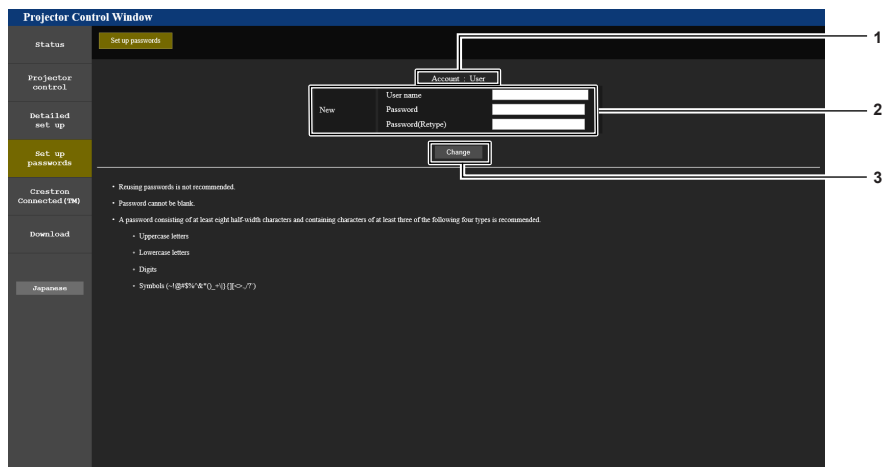 Projector Control Window
Status
Projector
control
Detailed
set up
Set up
passwords
Crestron
Connected(TM)
Download
Japanese
Set up passwords
1
Account : User
New
User name
Password
Password(Retype)
2
Change
3
• Reusing passwords is not recommended.
• Password cannot be blank.
• A password consisting of at least eight half-width characters and containing characters of at least three of the following four types is recommended.
• Uppercase letters
• Lowercase letters
• Digits
• Symbols (~!@#$%^&*()_+\|}{][<>.,/?')